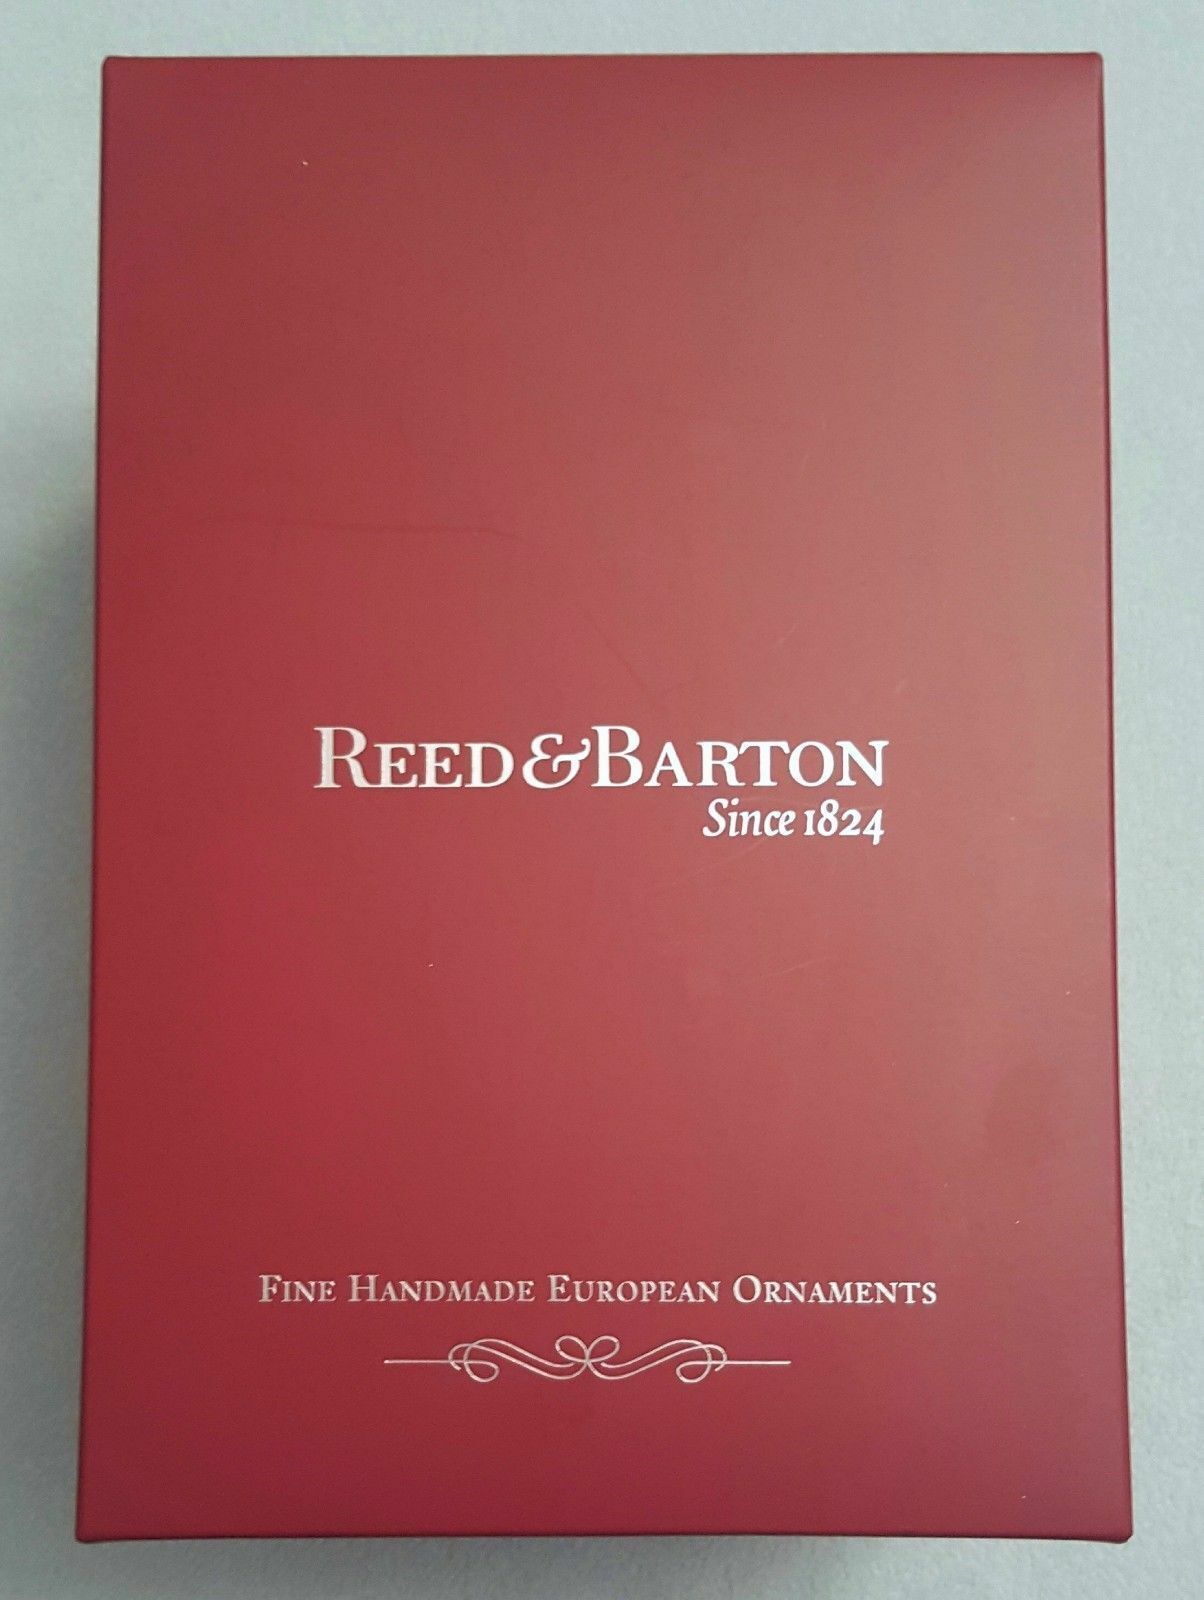 REED&BARTON
Since 1824
FINE HANDMADE EUROPEAN ORNAMENTS